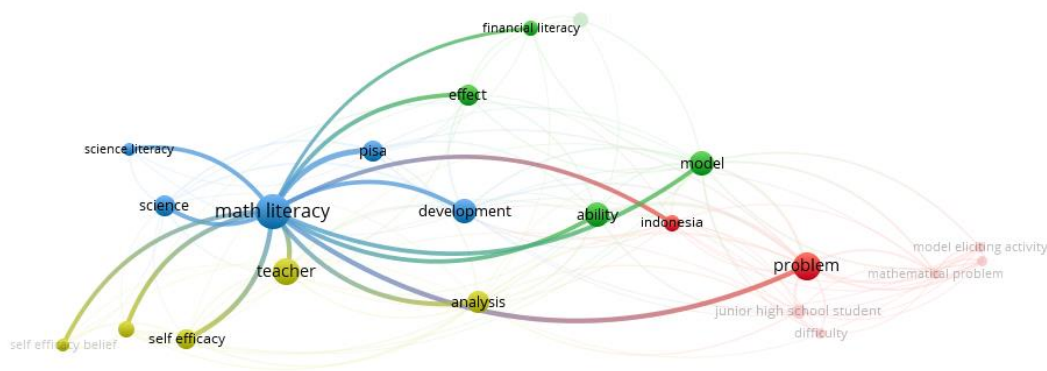 financial literacy
effect
science literacy
pisa
model
science
math literacy
development
ability
indonesia
model eliciting activity
teacher
problem
mathematical problem
analysis
junior high school student
difficulty
self efficacy
self efficacy belief